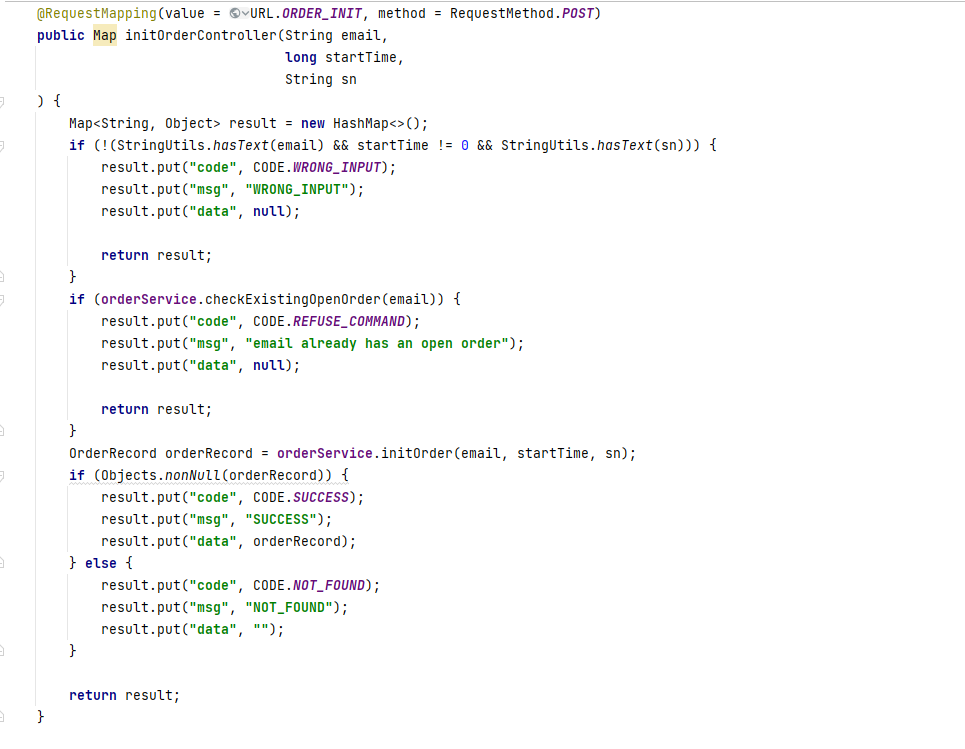 @RequestMapping(value = URL.ORDER_INIT, method = RequestMethod.POST)
public Map initOrderController(String email,
                               long startTime,
                               String sn
) {
    Map<String, Object> result = new HashMap<>();
    if (!(StringUtils.hasText(email) && startTime != 0 && StringUtils.hasText(sn))) {
        result.put("code", CODE.WRONG_INPUT);
        result.put("msg", "WRONG_INPUT");
        result.put("data", null);

        return result;
    }
    if (orderService.checkExistingOpenOrder(email)) {
        result.put("code", CODE.REFUSE_COMMAND);
        result.put("msg", "email already has an open order");
        result.put("data", null);

        return result;
    }
    OrderRecord orderRecord = orderService.initOrder(email, startTime, sn);
    if (Objects.nonNull(orderRecord)) {
        result.put("code", CODE.SUCCESS);
        result.put("msg", "SUCCESS");
        result.put("data", orderRecord);
    } else {
        result.put("code", CODE.NOT_FOUND);
        result.put("msg", "NOT_FOUND");
        result.put("data", "");
    }

    return result;
}